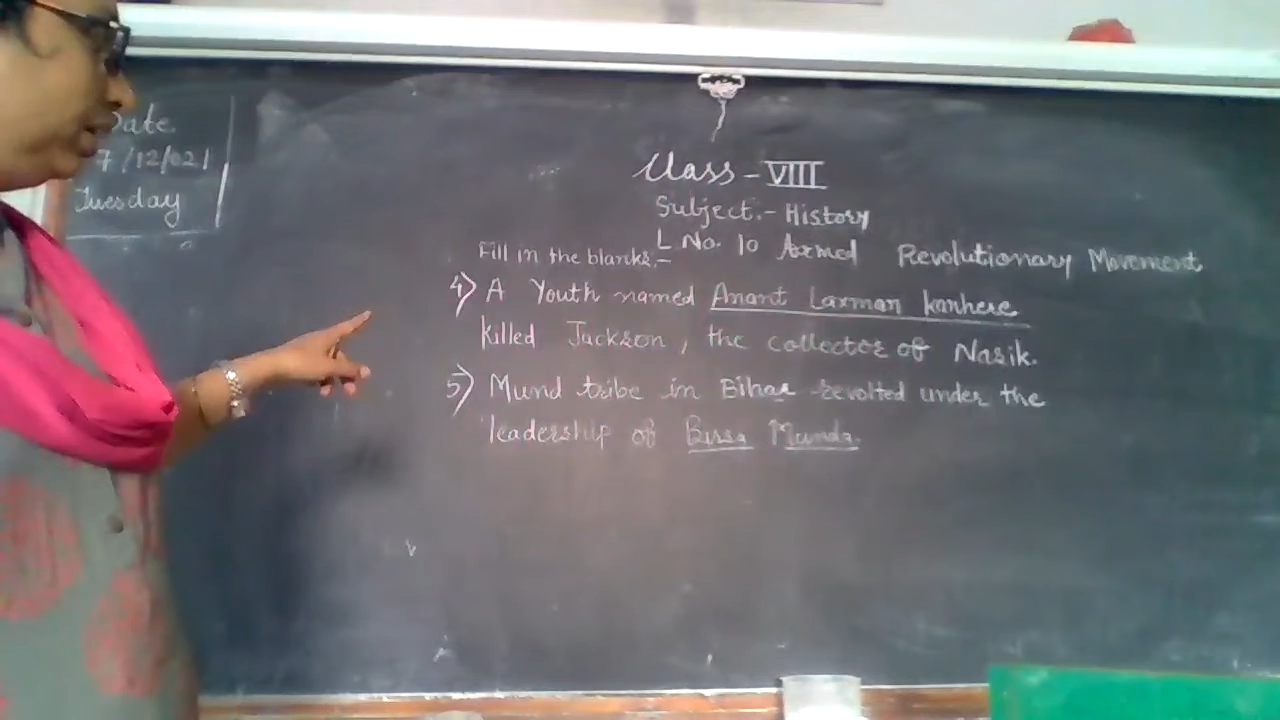 Date
7/12/021
Tuesday
Class - VIII
Subject:- History
L. No. 10 Armed Revolutionary Movement
Fill in the blanks:-
4) A Youth named Anant Laxman kanhere
killed Jackson, the collector of Nasik.
5) Mund tribe in Bihar revolted under the
leadership of Birsa Munda.